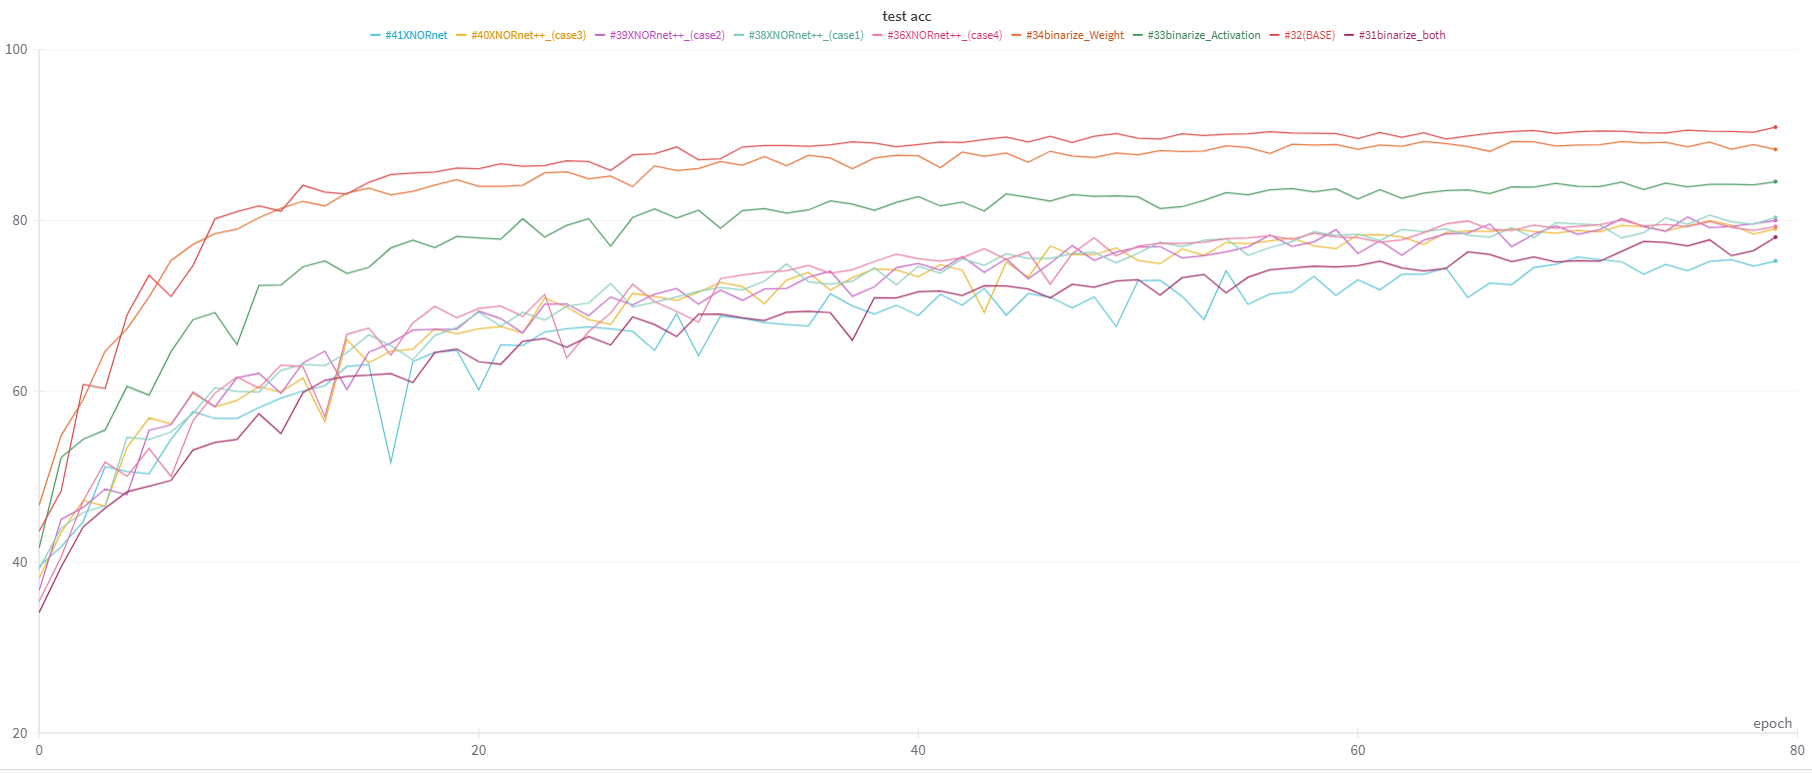 test acc
#41XNORnet #40XNORnet++_(case3) #39XNORnet++_(case2) #38XNORnet++_(case1) #36XNORnet++_(case4) #34binarize_Weight #33binarize_Activation #32(BASE) #31binarize_both
100
80
60
40
20
epoch
0 20 40 60 80